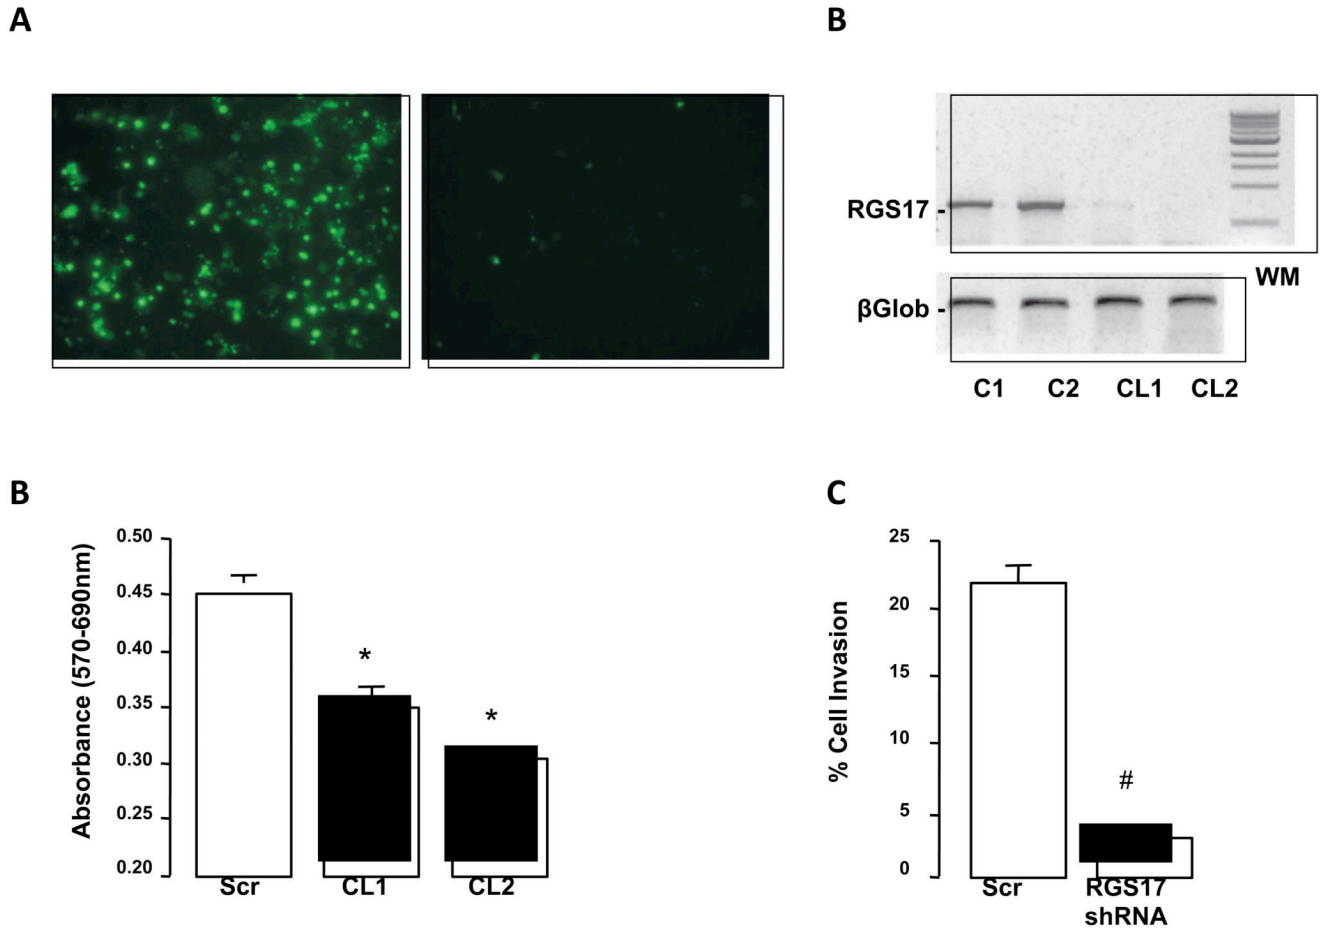 A
B
RGS17 -
WM
βGlob -
C1 C2 CL1 CL2
B
Absorbance (570-690nm)
0.50
0.45
0.40
0.35
0.30
0.25
0.20
*
*
Scr CL1 CL2
C
% Cell Invasion
25
20
15
10
5
0
#
Scr RGS17
shRNA